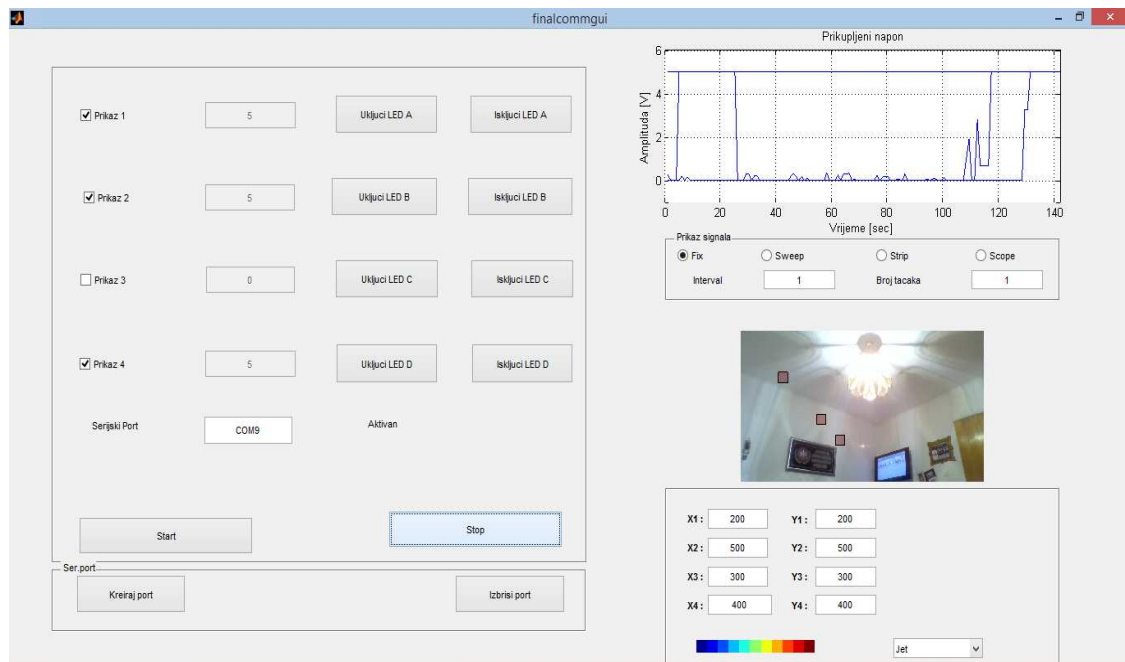 finalcommgui
Prikaz 1 5 Ukljuci LED A Iskljuci LED A
Prikaz 2 5 Ukljuci LED B Iskljuci LED B
Prikaz 3 0 Ukljuci LED C Iskljuci LED C
Prikaz 4 5 Ukljuci LED D Iskljuci LED D
Serijski Port COM9 Aktivan
Start Stop
Ser.port
Kreiraj port Izbrisi port
Prikupljeni napon
6
4
2
0
Amplituda [V]
0 20 40 60 80 100 120 140
Vrijeme [sec]
Prikaz signala
Fix Sweep Strip Scope
Interval 1 Broj tacaka 1
X1 : 200 Y1 : 200
X2 : 500 Y2 : 500
X3 : 300 Y3 : 300
X4 : 400 Y4 : 400
Jet